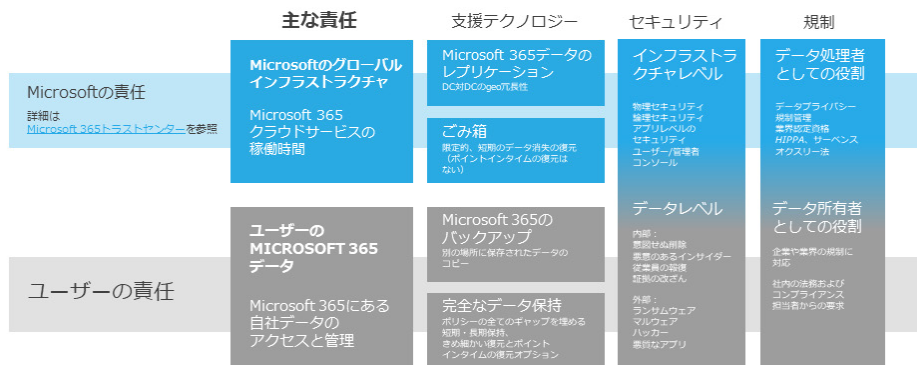 主な責任
支援テクノロジー
セキュリティ
規制
Microsoftの責任
詳細は
Microsoft 365トラストセンターを参照
Microsoftのグローバル
インフラストラクチャ
Microsoft 365
クラウドサービスの
稼働時間
Microsoft 365データの
レプリケーション
DC対DCのgeo冗長性
ごみ箱
限定的、短期のデータ消失の復元
（ポイントインタイムの復元は
ない）
インフラストラ
クチャレベル
物理セキュリティ
論理セキュリティ
アプリレベルの
セキュリティ
ユーザー/管理者
コンソール
データ処理者
としての役割
データプライバシー
規制管理
業界認定資格
HIPPA、サーベンス
オクスリー法
ユーザーの責任
ユーザーの
MICROSOFT 365
データ
Microsoft 365にある
自社データの
アクセスと管理
Microsoft 365の
バックアップ
別の場所に保存されたデータの
コピー
完全なデータ保持
ポリシーの全てのギャップを埋める
短期・長期保持、
きめ細かい復元とポイント
インタイムの復元オプション
データレベル
内部：
意図せぬ削除
悪意のあるインサイダー
従業員の報復
証拠の改ざん
外部：
ランサムウェア
マルウェア
ハッカー
悪質なアプリ
データ所有者
としての役割
企業や業界の規制に
対応
社内の法務および
コンプライアンス
担当者からの要求